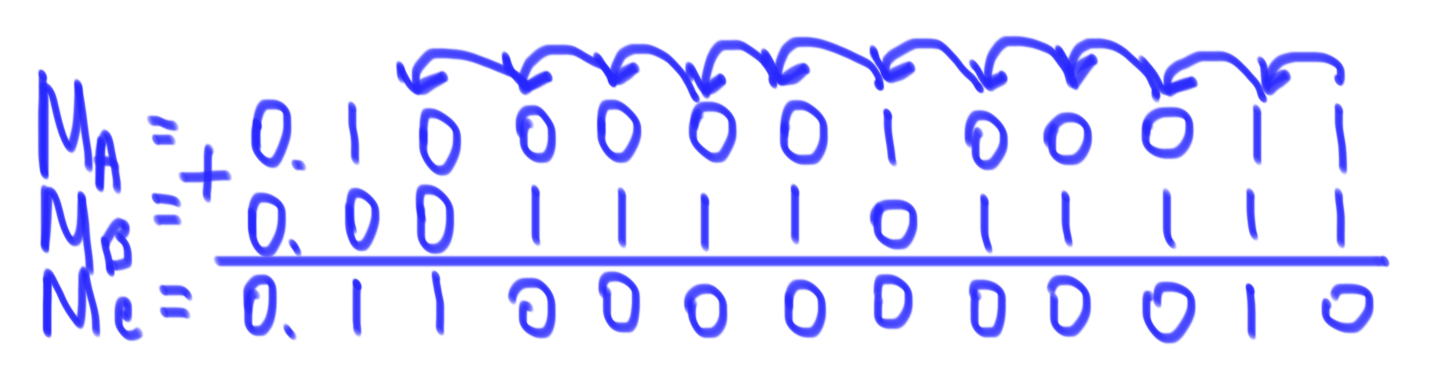 M_A = 0. 1 0 0 0 0 0 1 0 0 0 1 1
+
M_B = 0. 0 0 1 1 1 1 0 1 1 1 1 1
M_C = 0. 1 1 0 0 0 0 0 0 0 0 1 0